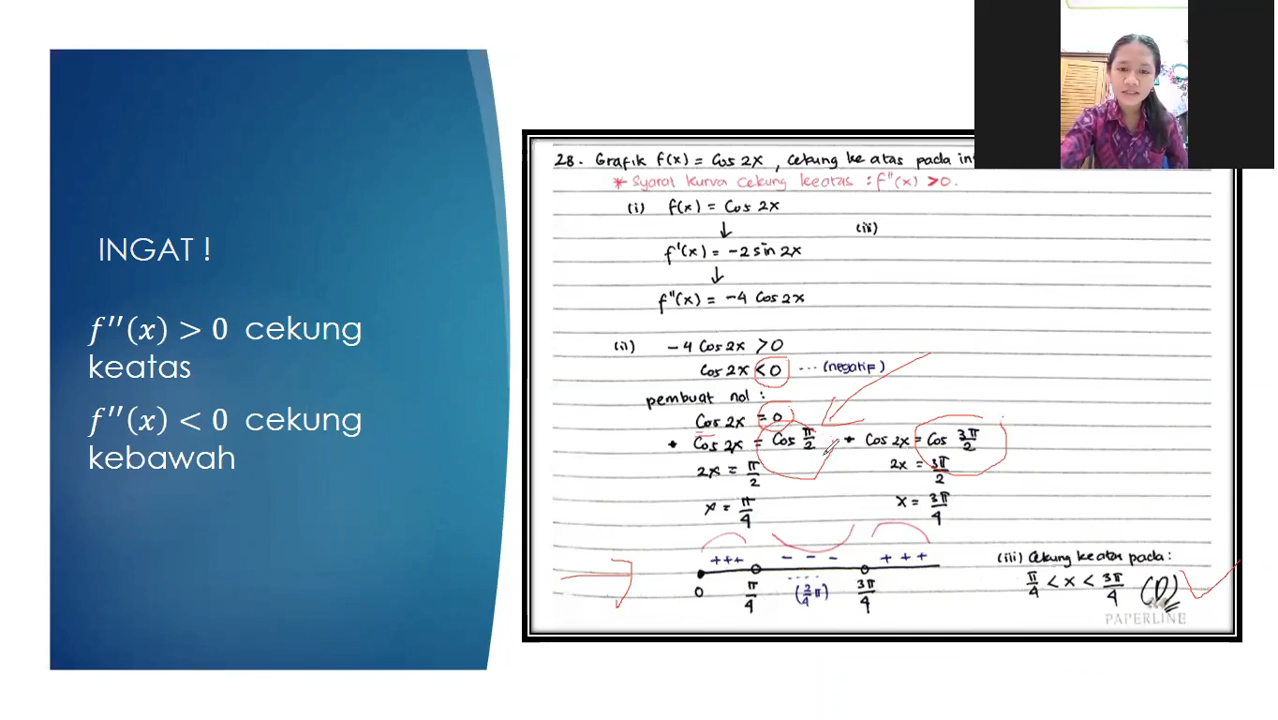 INGAT !
f''(x) > 0 cekung
keatas
f''(x) < 0 cekung
kebawah
28. Grafik f(x) = Cos 2x, Cekung ke atas pada in
* Syarat kurva Cekung keatas : f''(x) > 0.
(i) f(x) = Cos 2x
↓
(iii)
f'(x) = -2 sin 2x
↓
f''(x) = -4 Cos 2x
(ii) -4 Cos 2x > 0
Cos 2x < 0 ... (negatif)
pembuat nol :
Cos 2x = 0
* Cos 2x = Cos π/2
2x = π/2
x = π/4
* Cos 2x = Cos 3π/2
2x = 3π/2
x = 3π/4
+++ - - - + + +
0 π/4 (2/4 π) 3π/4
(iii) Cekung keatas pada :
π/4 < x < 3π/4 (D)
PAPERLINE